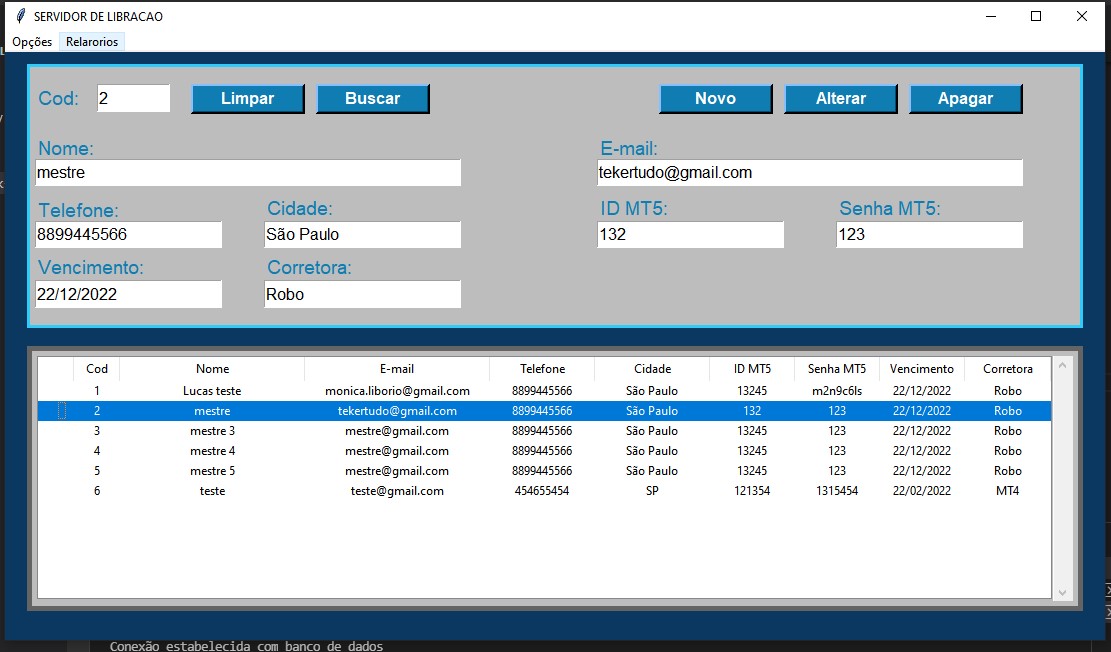 SERVIDOR DE LIBRACAO
Opções Relarorios
Cod: 2 Limpar Buscar Novo Alterar Apagar
Nome: E-mail:
mestre tekertudo@gmail.com
Telefone: Cidade: ID MT5: Senha MT5:
8899445566 São Paulo 132 123
Vencimento: Corretora:
22/12/2022 Robo
Cod Nome E-mail Telefone Cidade ID MT5 Senha MT5 Vencimento Corretora
1 Lucas teste monica.liborio@gmail.com 8899445566 São Paulo 13245 m2n9c6ls 22/12/2022 Robo
2 mestre tekertudo@gmail.com 8899445566 São Paulo 132 123 22/12/2022 Robo
3 mestre 3 mestre@gmail.com 8899445566 São Paulo 13245 123 22/12/2022 Robo
4 mestre 4 mestre@gmail.com 8899445566 São Paulo 13245 123 22/12/2022 Robo
5 mestre 5 mestre@gmail.com 8899445566 São Paulo 13245 123 22/12/2022 Robo
6 teste teste@gmail.com 454655454 SP 121354 1315454 22/02/2022 MT4
Conexão estabelecida com banco de dados